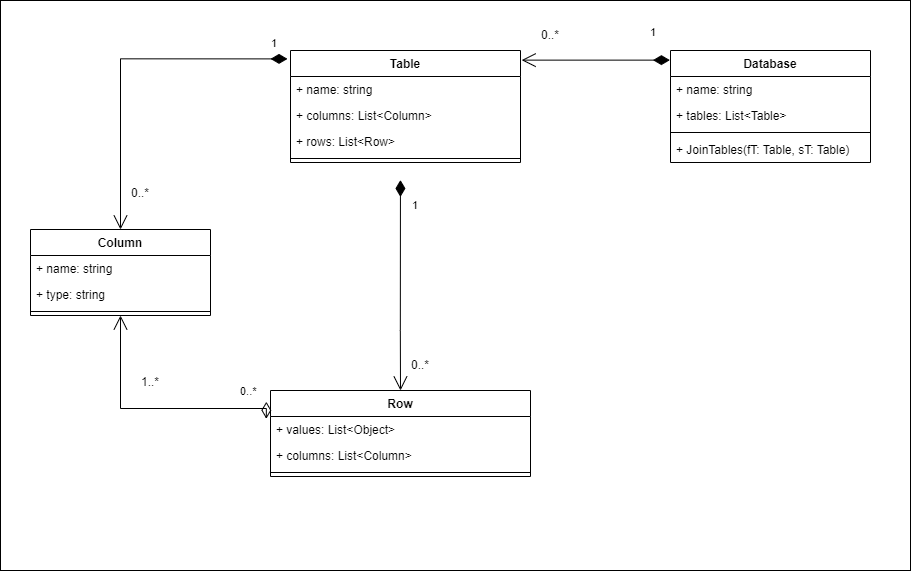 1
0..*
1
Table
+ name: string
+ columns: List<Column>
+ rows: List<Row>
Database
+ name: string
+ tables: List<Table>
+ JoinTables(fT: Table, sT: Table)
0..*
1
Column
+ name: string
+ type: string
0..*
1..*
0..*
Row
+ values: List<Object>
+ columns: List<Column>